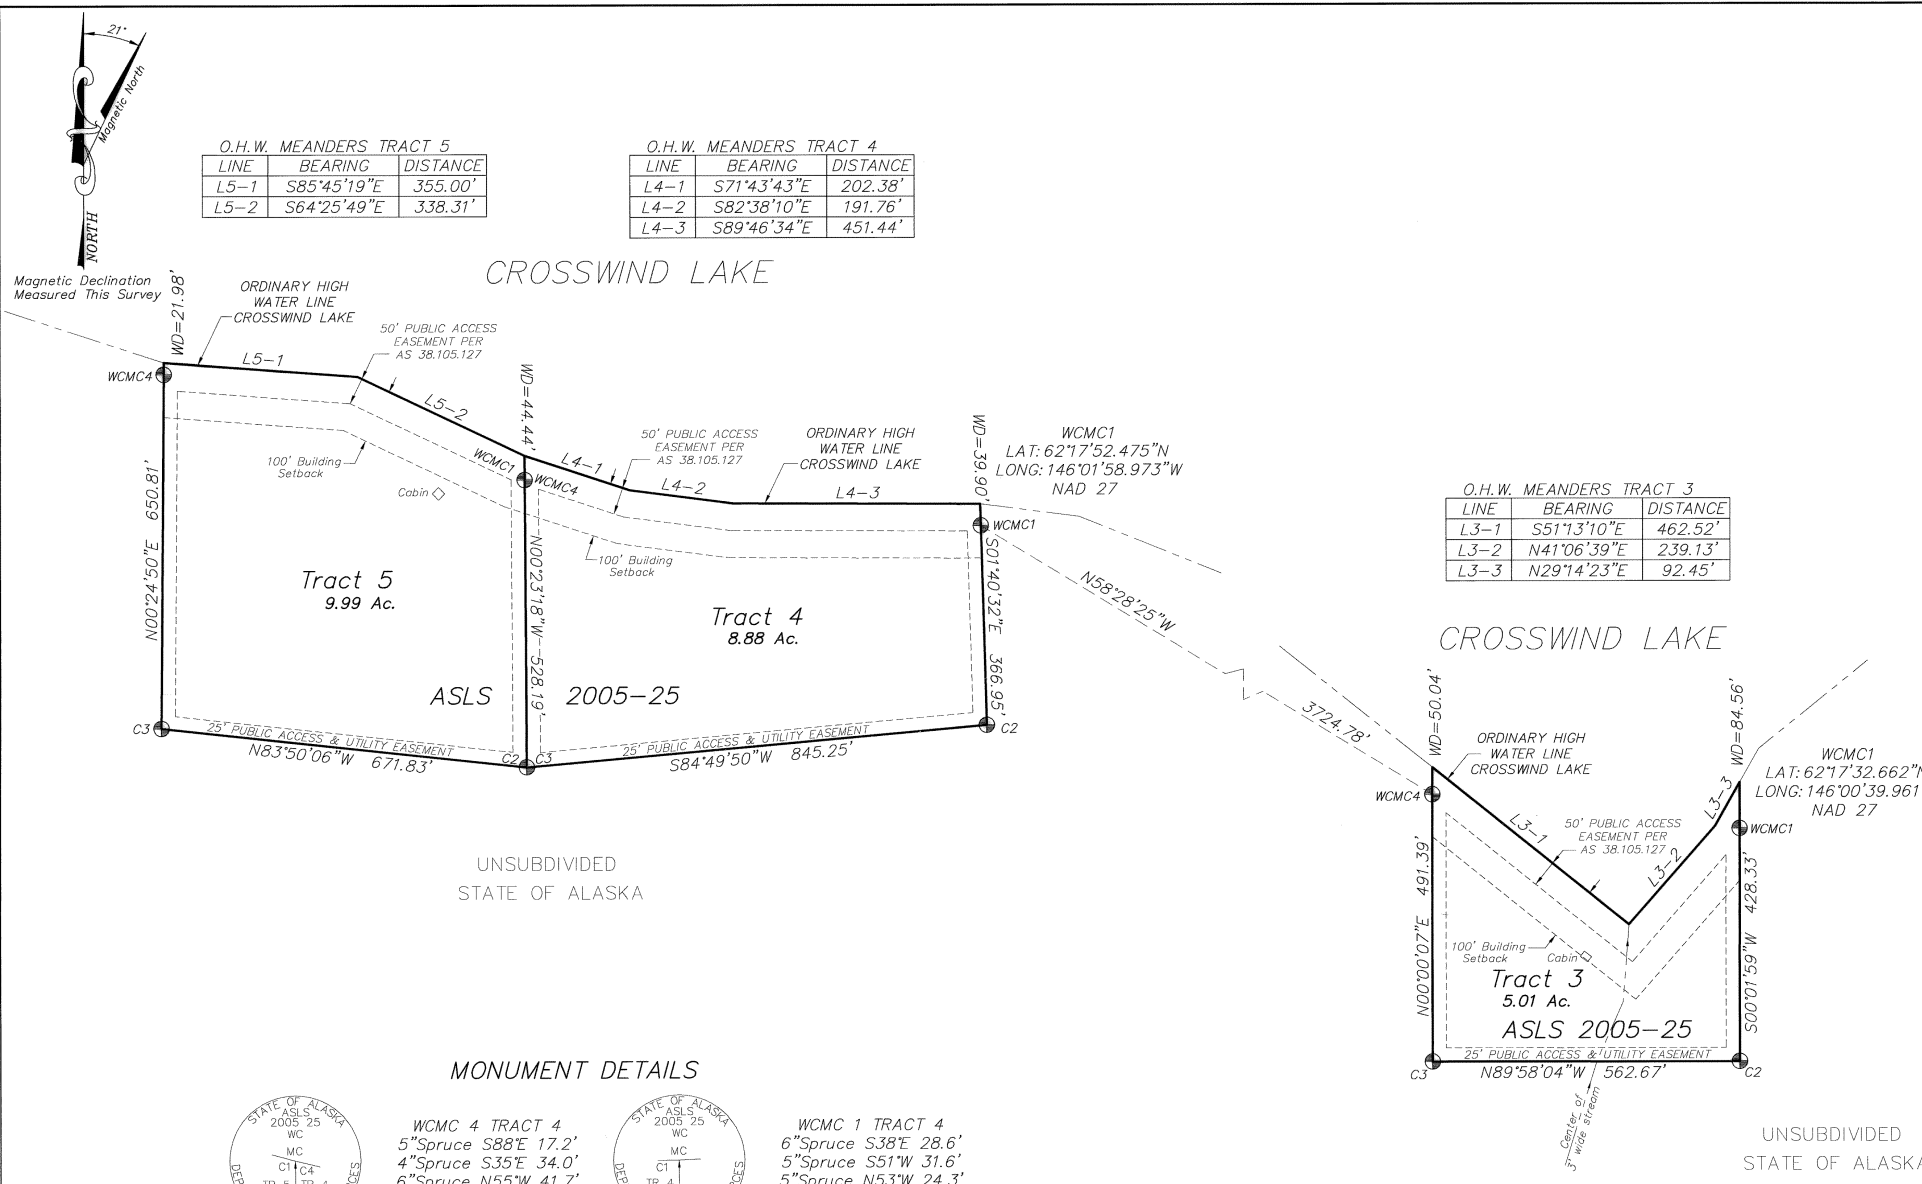 21°
Magnetic North
NORTH
Magnetic Declination
Measured This Survey
O.H.W. MEANDERS TRACT 5
LINE BEARING DISTANCE
L5-1 S85°45'19"E 355.00'
L5-2 S64°25'49"E 338.31'
O.H.W. MEANDERS TRACT 4
LINE BEARING DISTANCE
L4-1 S71°43'43"E 202.38'
L4-2 S82°38'10"E 191.76'
L4-3 S89°46'34"E 451.44'
CROSSWIND LAKE
WD=21.98'
ORDINARY HIGH
WATER LINE
CROSSWIND LAKE
50' PUBLIC ACCESS
EASEMENT PER
AS 38.105.127
WCMC4
L5-1
L5-2
WD=44.44'
WCMC1
WCMC4
L4-1
50' PUBLIC ACCESS
EASEMENT PER
AS 38.105.127
L4-2
ORDINARY HIGH
WATER LINE
CROSSWIND LAKE
L4-3
WD=39.90'
WCMC1
LAT: 62°17'52.475"N
LONG: 146°01'58.973"W
NAD 27
WCMC1
100' Building
Setback
Cabin
100' Building
Setback
N00°24'50"E 650.81'
Tract 5
9.99 Ac.
N00°23'18"W 528.19'
Tract 4
8.88 Ac.
S01°40'32"E 366.95'
ASLS 2005-25
C3
25' PUBLIC ACCESS & UTILITY EASEMENT
N83°50'06"W 671.83'
C2 C3
25' PUBLIC ACCESS & UTILITY EASEMENT
S84°49'50"W 845.25'
C2
N58°28'25"W
3724.78'
UNSUBDIVIDED
STATE OF ALASKA
O.H.W. MEANDERS TRACT 3
LINE BEARING DISTANCE
L3-1 S51°13'10"E 462.52'
L3-2 N41°06'39"E 239.13'
L3-3 N29°14'23"E 92.45'
CROSSWIND LAKE
WD=50.04'
ORDINARY HIGH
WATER LINE
CROSSWIND LAKE
WD=84.56'
WCMC1
LAT: 62°17'32.662"N
LONG: 146°00'39.961
NAD 27
WCMC4
L3-1
50' PUBLIC ACCESS
EASEMENT PER
AS 38.105.127
L3-2
L3-3
WCMC1
N00°00'07"E 491.39'
100' Building
Setback
Cabin
Tract 3
5.01 Ac.
ASLS 2005-25
S00°01'59"W 428.33'
25' PUBLIC ACCESS & UTILITY EASEMENT
C3
N89°58'04"W 562.67'
C2
Center of
3' wide stream
UNSUBDIVIDED
STATE OF ALASKA
MONUMENT DETAILS
STATE OF ALASKA
ASLS
2005 25
WC
MC
C1 C4
TR 5 TR 4
WCMC 4 TRACT 4
5"Spruce S88°E 17.2'
4"Spruce S35°E 34.0'
6"Spruce N55°W 41.7'
STATE OF ALASKA
ASLS
2005 25
WC
MC
C1
TR 4
WCMC 1 TRACT 4
6"Spruce S38°E 28.6'
5"Spruce S51°W 31.6'
5"Spruce N53°W 24.3'